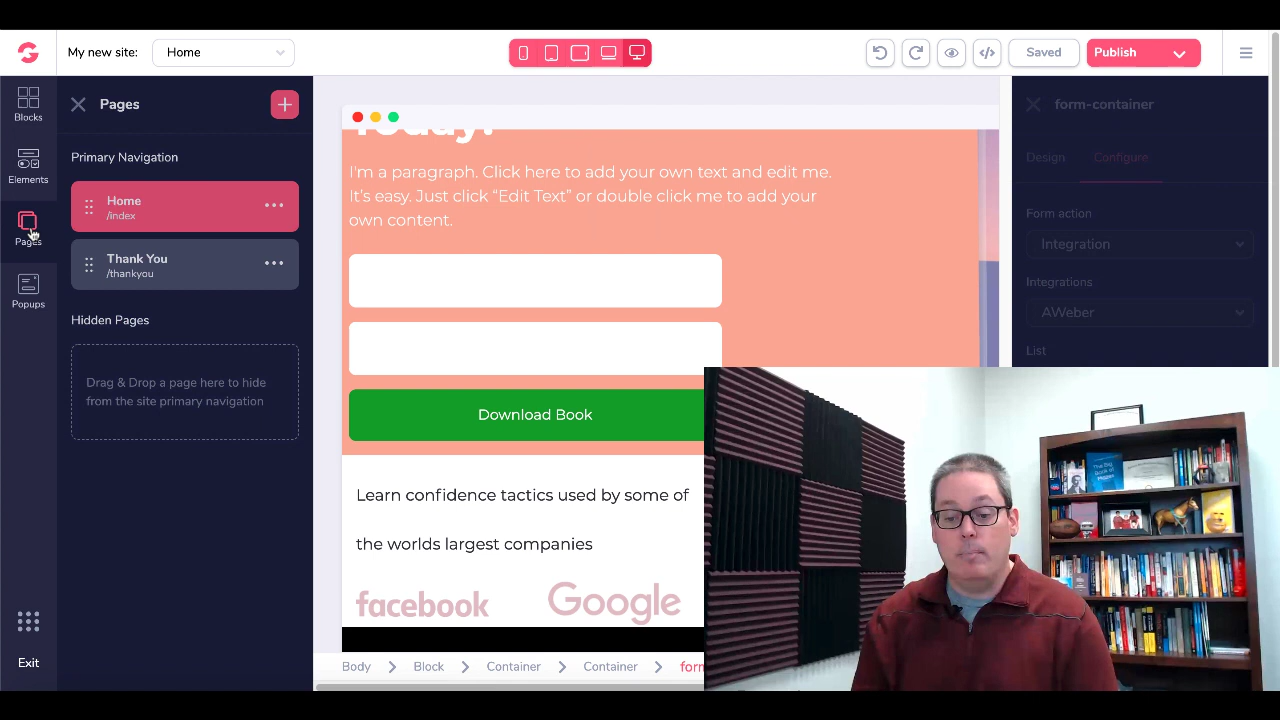 My new site:
Home
Saved
Publish
Blocks
Elements
Pages
Popups
Exit
Pages
Primary Navigation
Home
/index
Thank You
/thankyou
Hidden Pages
Drag & Drop a page here to hide
from the site primary navigation
Today!
I'm a paragraph. Click here to add your own text and edit me.
It's easy. Just click “Edit Text” or double click me to add your
own content.
Download Book
Learn confidence tactics used by some of
the worlds largest companies
facebook
Google
Body
Block
Container
Container
form-container
Design
Configure
Form action
Integration
Integrations
AWeber
List